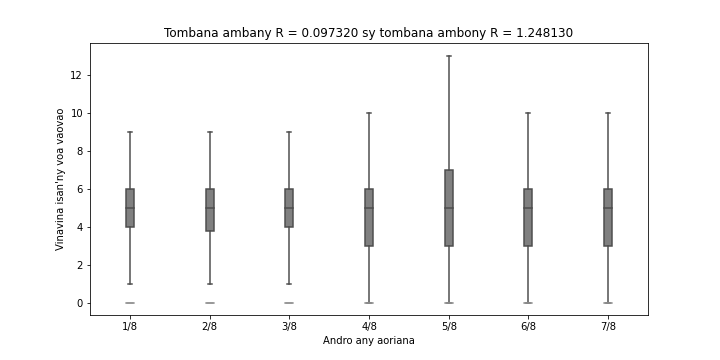 Tombana ambany R = 0.097320 sy tombana ambony R = 1.248130
Vinavina isan'ny voa vaovao
12
10
8
6
4
2
0
1/8 2/8 3/8 4/8 5/8 6/8 7/8
Andro any aoriana